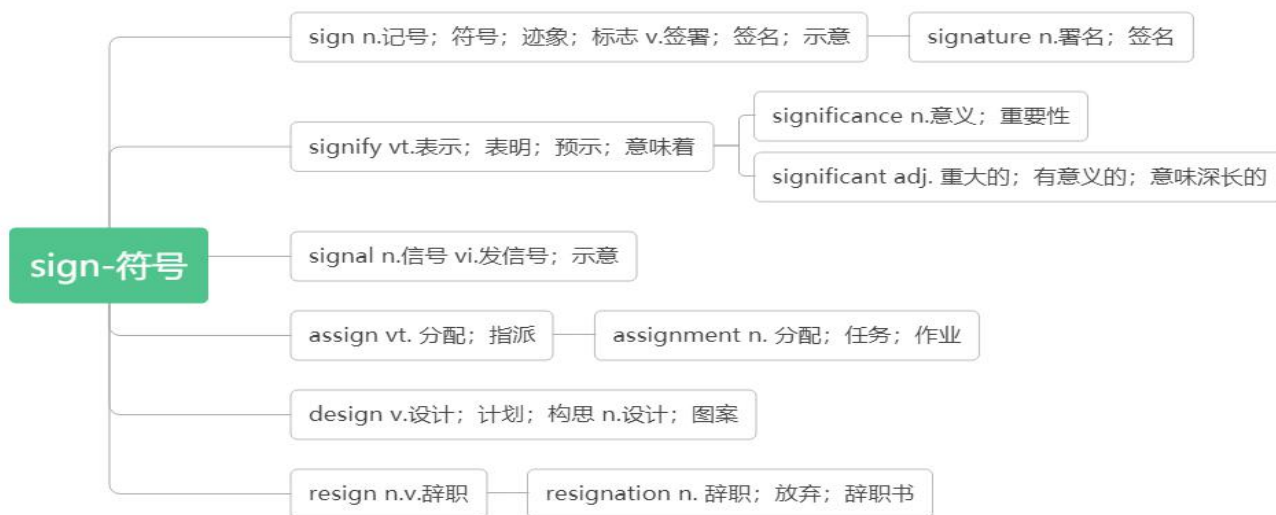 sign-符号
sign n.记号；符号；迹象；标志 v.签署；签名；示意
signature n.署名；签名
signify vt.表示；表明；预示；意味着
significance n.意义；重要性
significant adj. 重大的；有意义的；意味深长的
signal n.信号 vi.发信号；示意
assign vt. 分配；指派
assignment n. 分配；任务；作业
design v.设计；计划；构思 n.设计；图案
resign n.v.辞职
resignation n. 辞职；放弃；辞职书